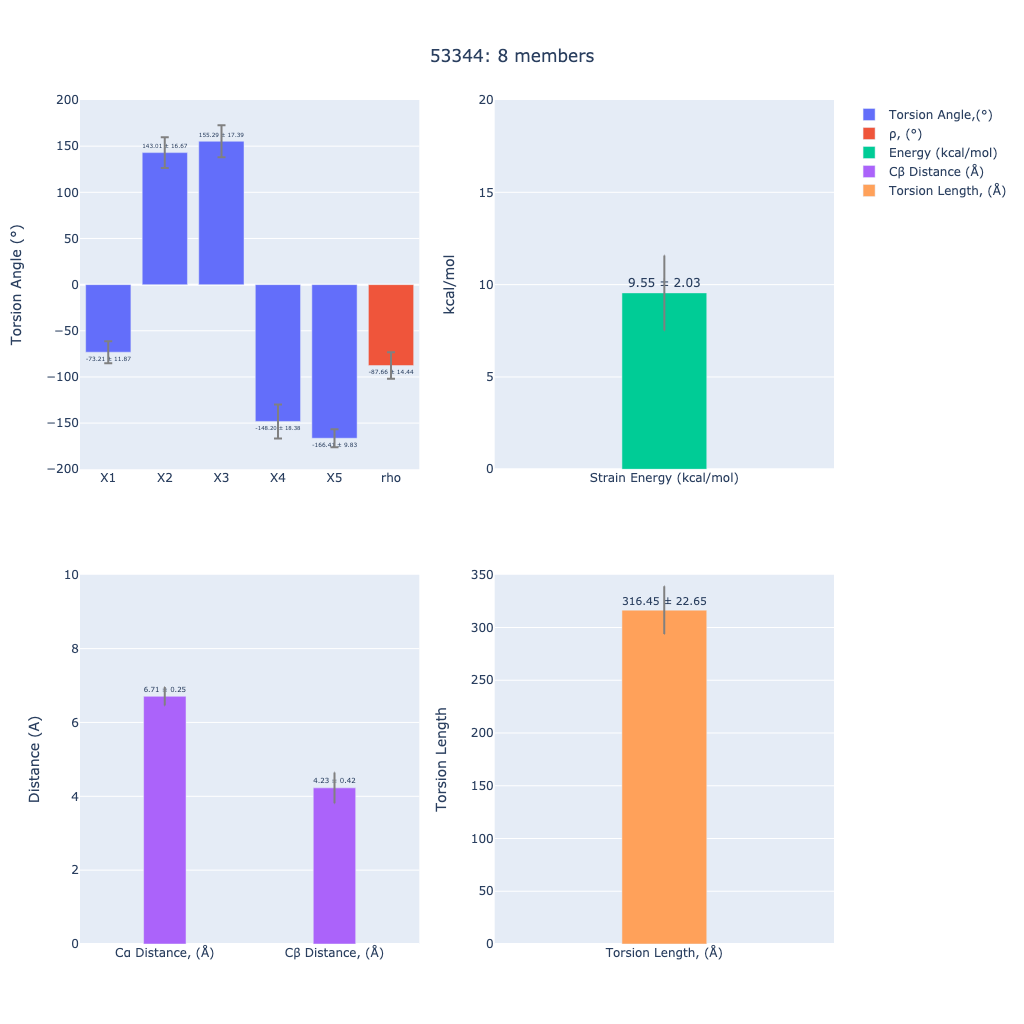 53344: 8 members
Torsion Angle (°)
200
150
100
50
0
−50
−100
−150
−200
-73.21 ± 11.87
143.01 ± 16.67
155.29 ± 17.39
-148.20 ± 18.38
-166.41 ± 9.83
-87.66 ± 14.44
X1 X2 X3 X4 X5 rho
kcal/mol
20
15
10
5
0
9.55 ± 2.03
Strain Energy (kcal/mol)
Torsion Angle,(°)
ρ, (°)
Energy (kcal/mol)
Cβ Distance (Å)
Torsion Length, (Å)
Distance (A)
10
8
6
4
2
0
6.71 ± 0.25
4.23 ± 0.42
Cα Distance, (Å) Cβ Distance, (Å)
Torsion Length
350
300
250
200
150
100
50
0
316.45 ± 22.65
Torsion Length, (Å)